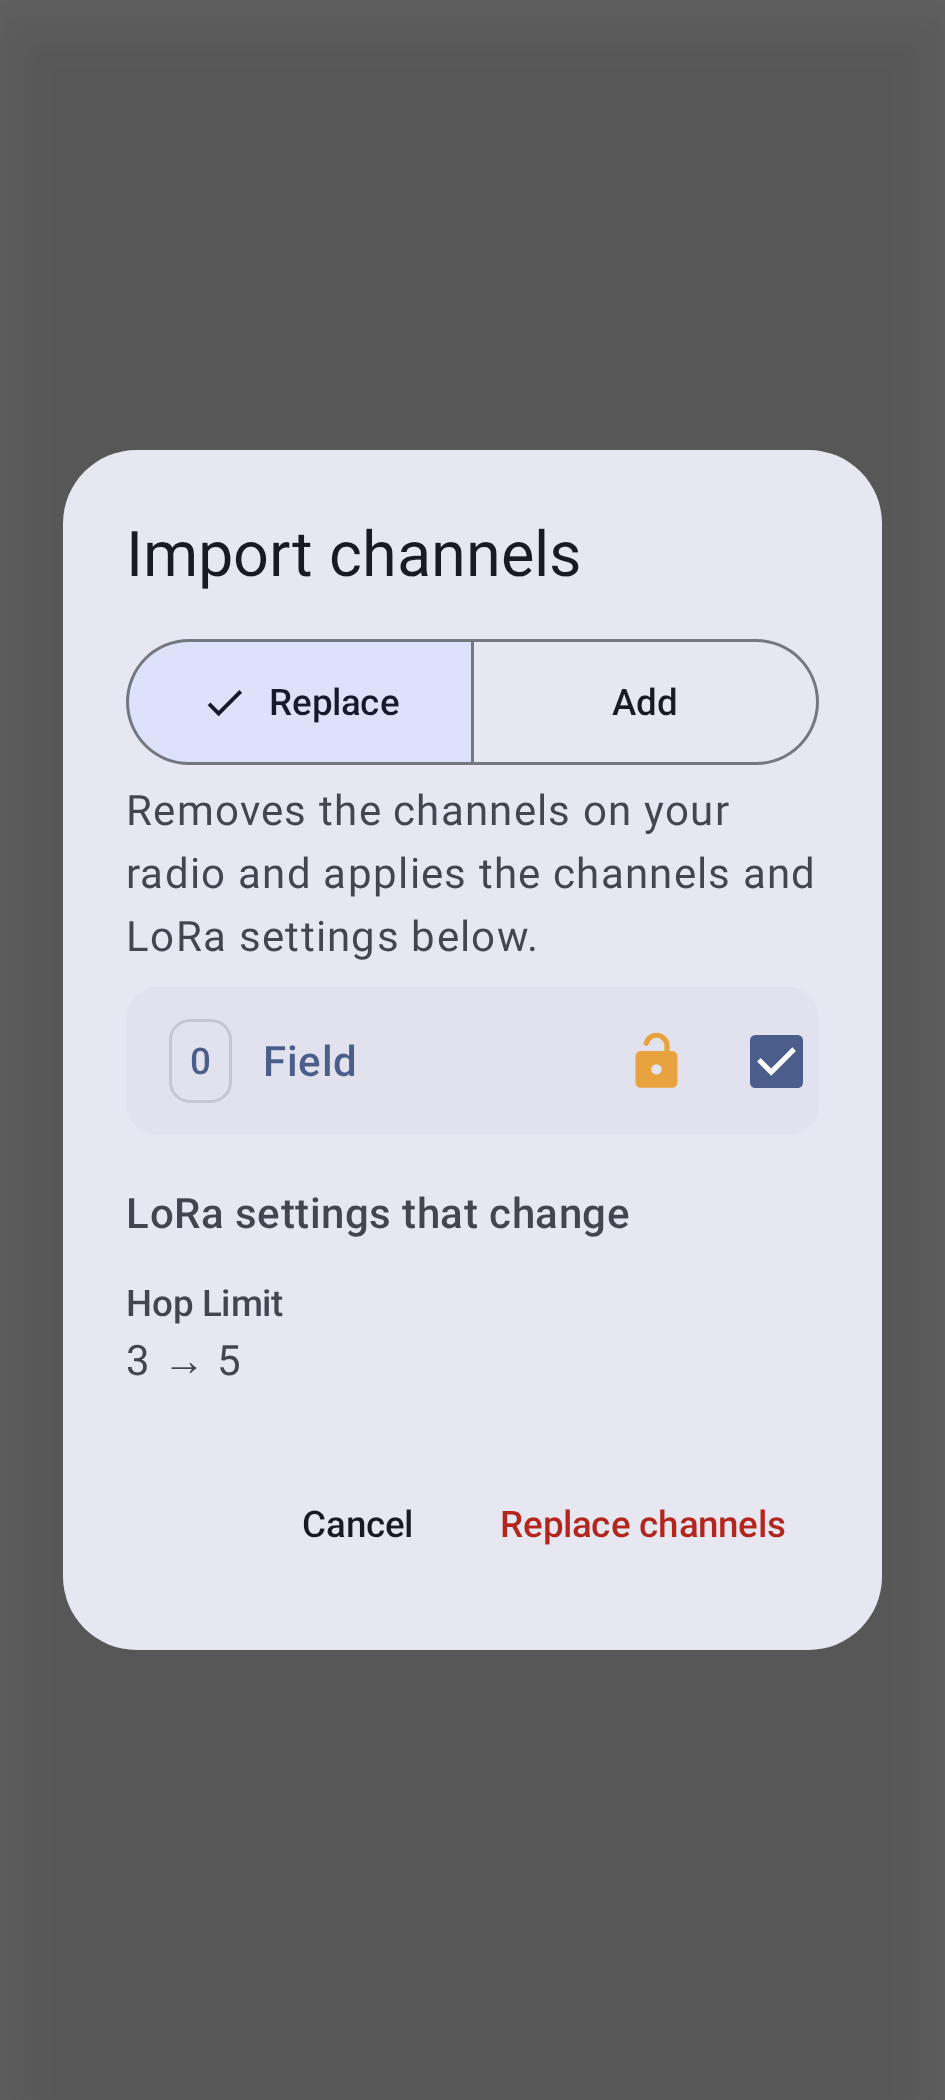 Import channels
Replace
Add
Removes the channels on your
radio and applies the channels and
LoRa settings below.
0
Field
LoRa settings that change
Hop Limit
3 → 5
Cancel
Replace channels